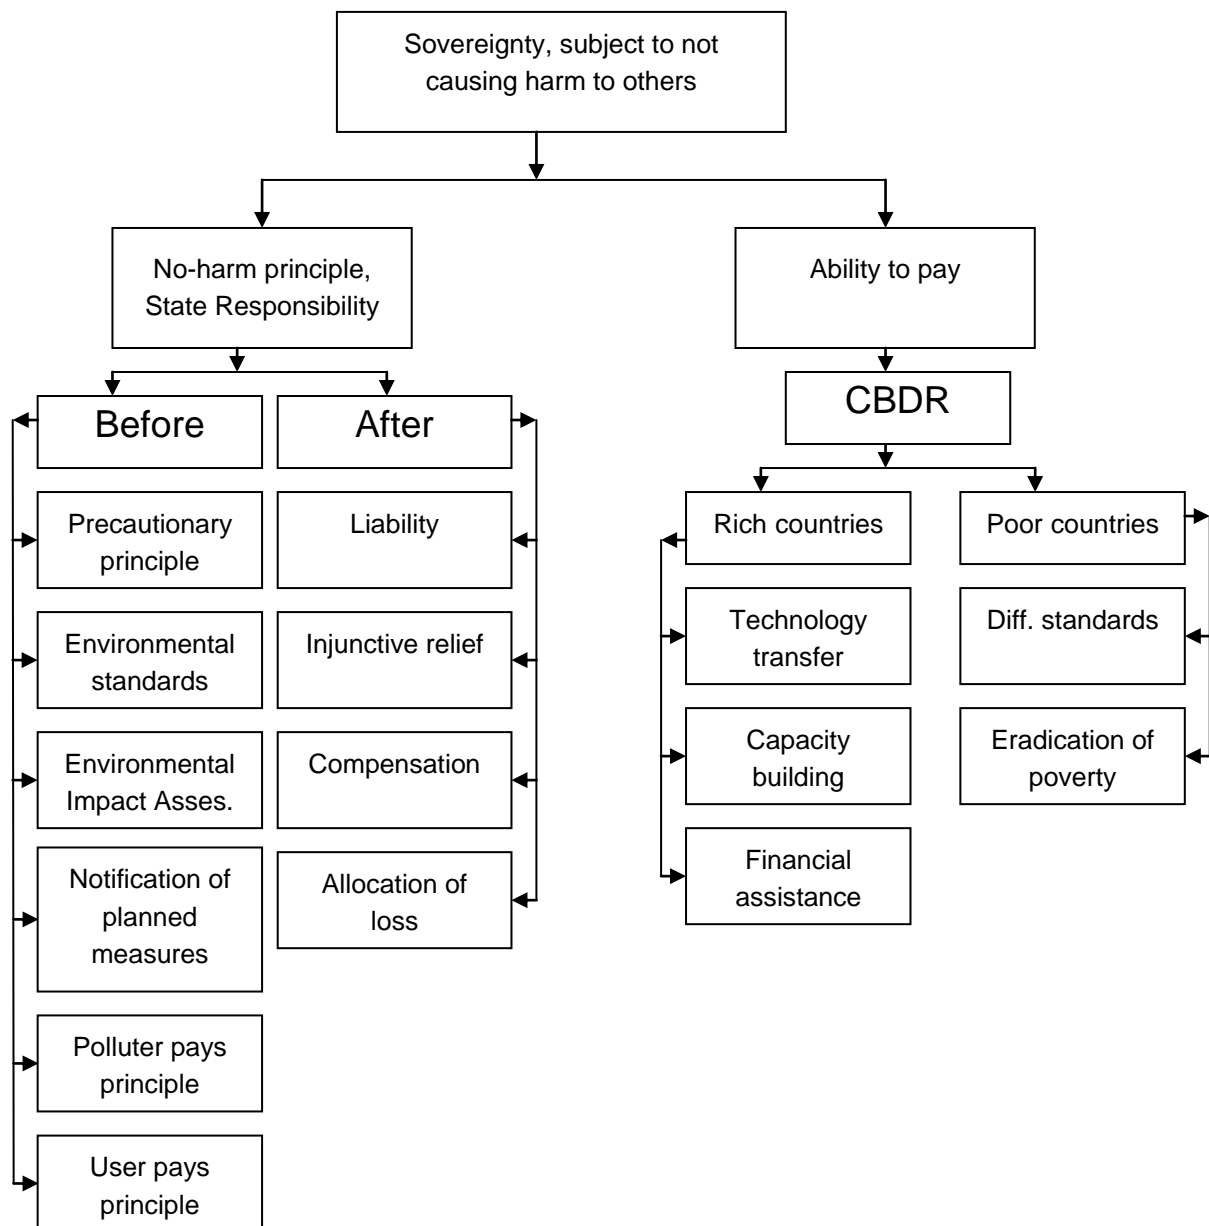 Sovereignty, subject to not
causing harm to others
No-harm principle,
State Responsibility
Ability to pay
Before
After
CBDR
Precautionary
principle
Liability
Rich countries
Poor countries
Environmental
standards
Injunctive relief
Technology
transfer
Diff. standards
Environmental
Impact Asses.
Compensation
Capacity
building
Eradication of
poverty
Notification of
planned
measures
Allocation of
loss
Financial
assistance
Polluter pays
principle
User pays
principle